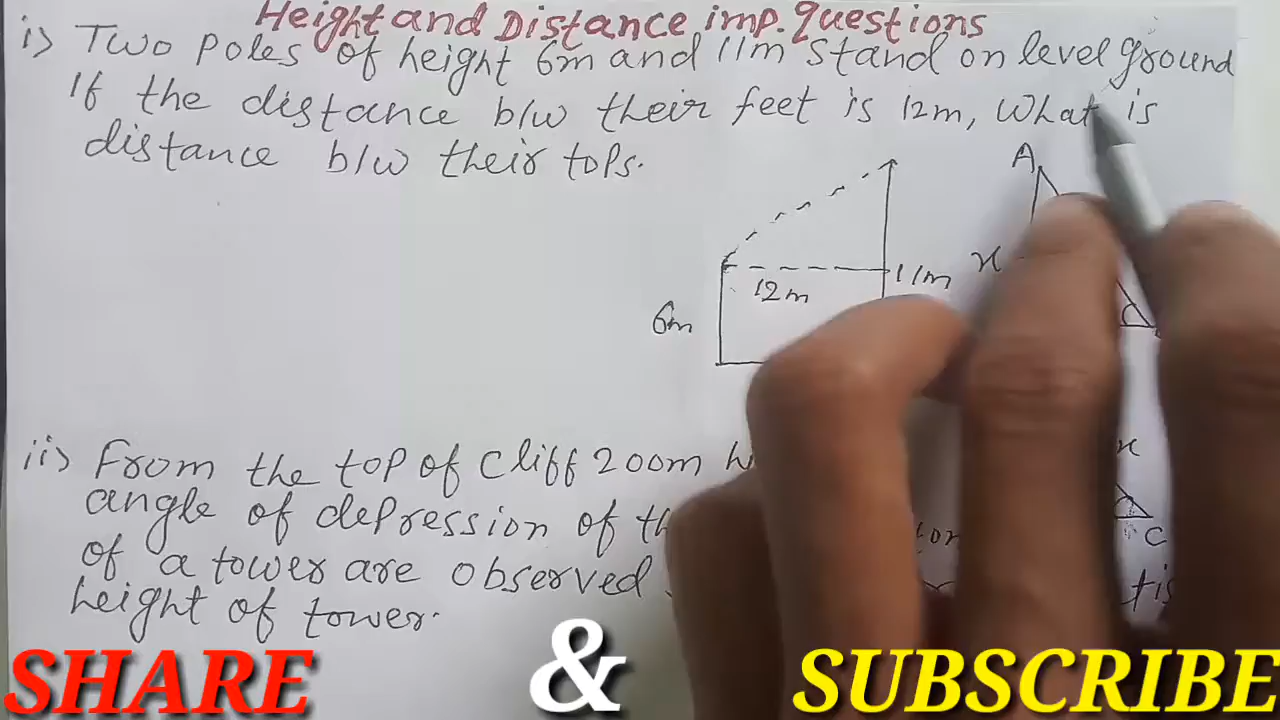 Height and Distance imp. Questions
i) Two poles of height 6m and 11m stand on level ground
If the distance b/w their feet is 12m, What is
distance b/w their tops.
A
x
12m
11m
6m
ii) From the top of cliff 200m
x
angle of depression of
C
of a tower are observed
height of tower.
SHARE & SUBSCRIBE